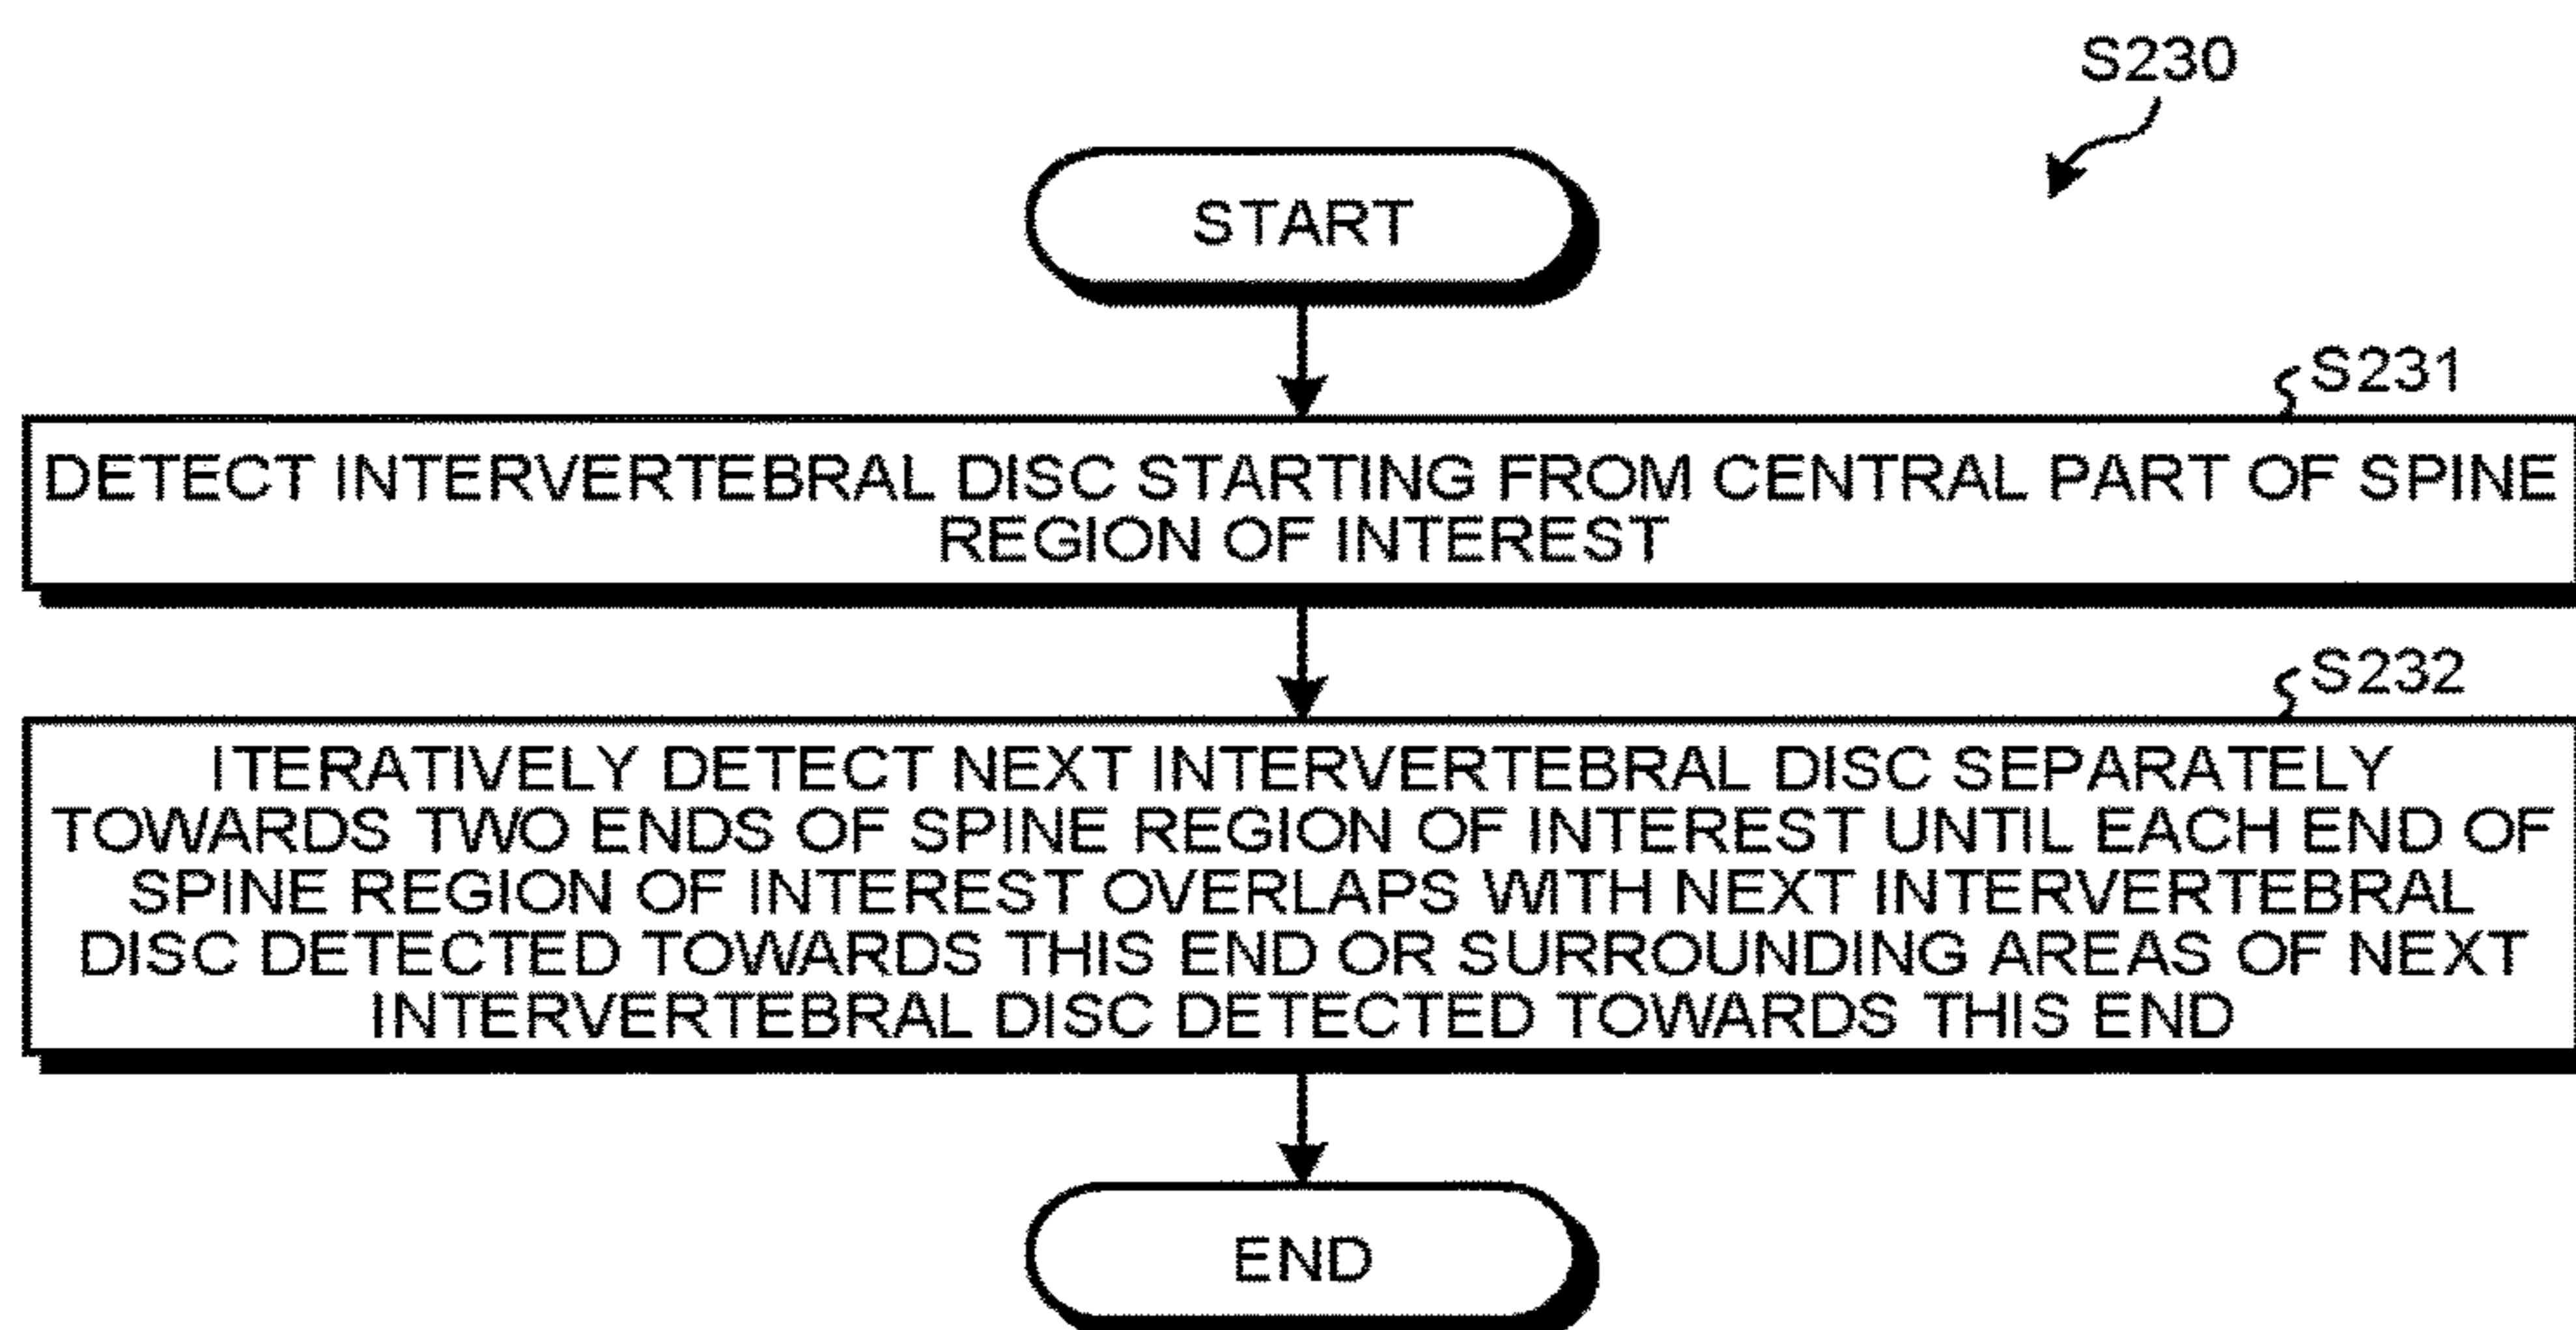 S230
START
S231
DETECT INTERVERTEBRAL DISC STARTING FROM CENTRAL PART OF SPINE
REGION OF INTEREST
S232
ITERATIVELY DETECT NEXT INTERVERTEBRAL DISC SEPARATELY
TOWARDS TWO ENDS OF SPINE REGION OF INTEREST UNTIL EACH END OF
SPINE REGION OF INTEREST OVERLAPS WITH NEXT INTERVERTEBRAL
DISC DETECTED TOWARDS THIS END OR SURROUNDING AREAS OF NEXT
INTERVERTEBRAL DISC DETECTED TOWARDS THIS END
END